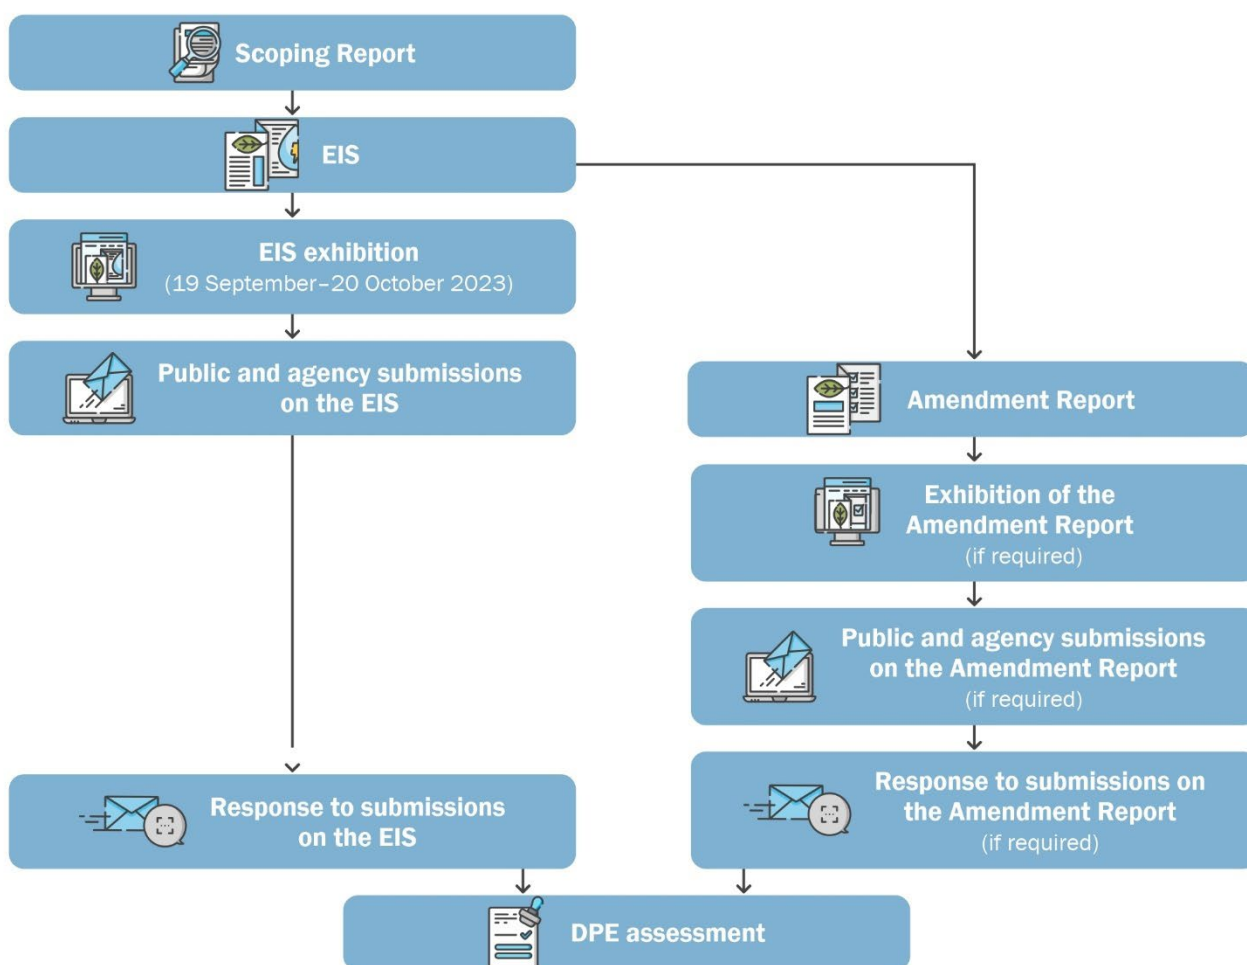 Scoping Report
EIS
EIS exhibition
(19 September–20 October 2023)
Public and agency submissions
on the EIS
Amendment Report
Exhibition of the
Amendment Report
(if required)
Public and agency submissions
on the Amendment Report
(if required)
Response to submissions
on the EIS
Response to submissions on
the Amendment Report
(if required)
DPE assessment